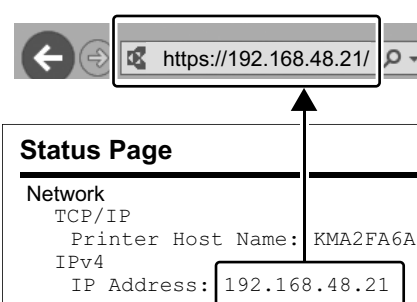 https://192.168.48.21/
Status Page
Network
TCP/IP
Printer Host Name: KMA2FA6A
IPv4
IP Address: 192.168.48.21